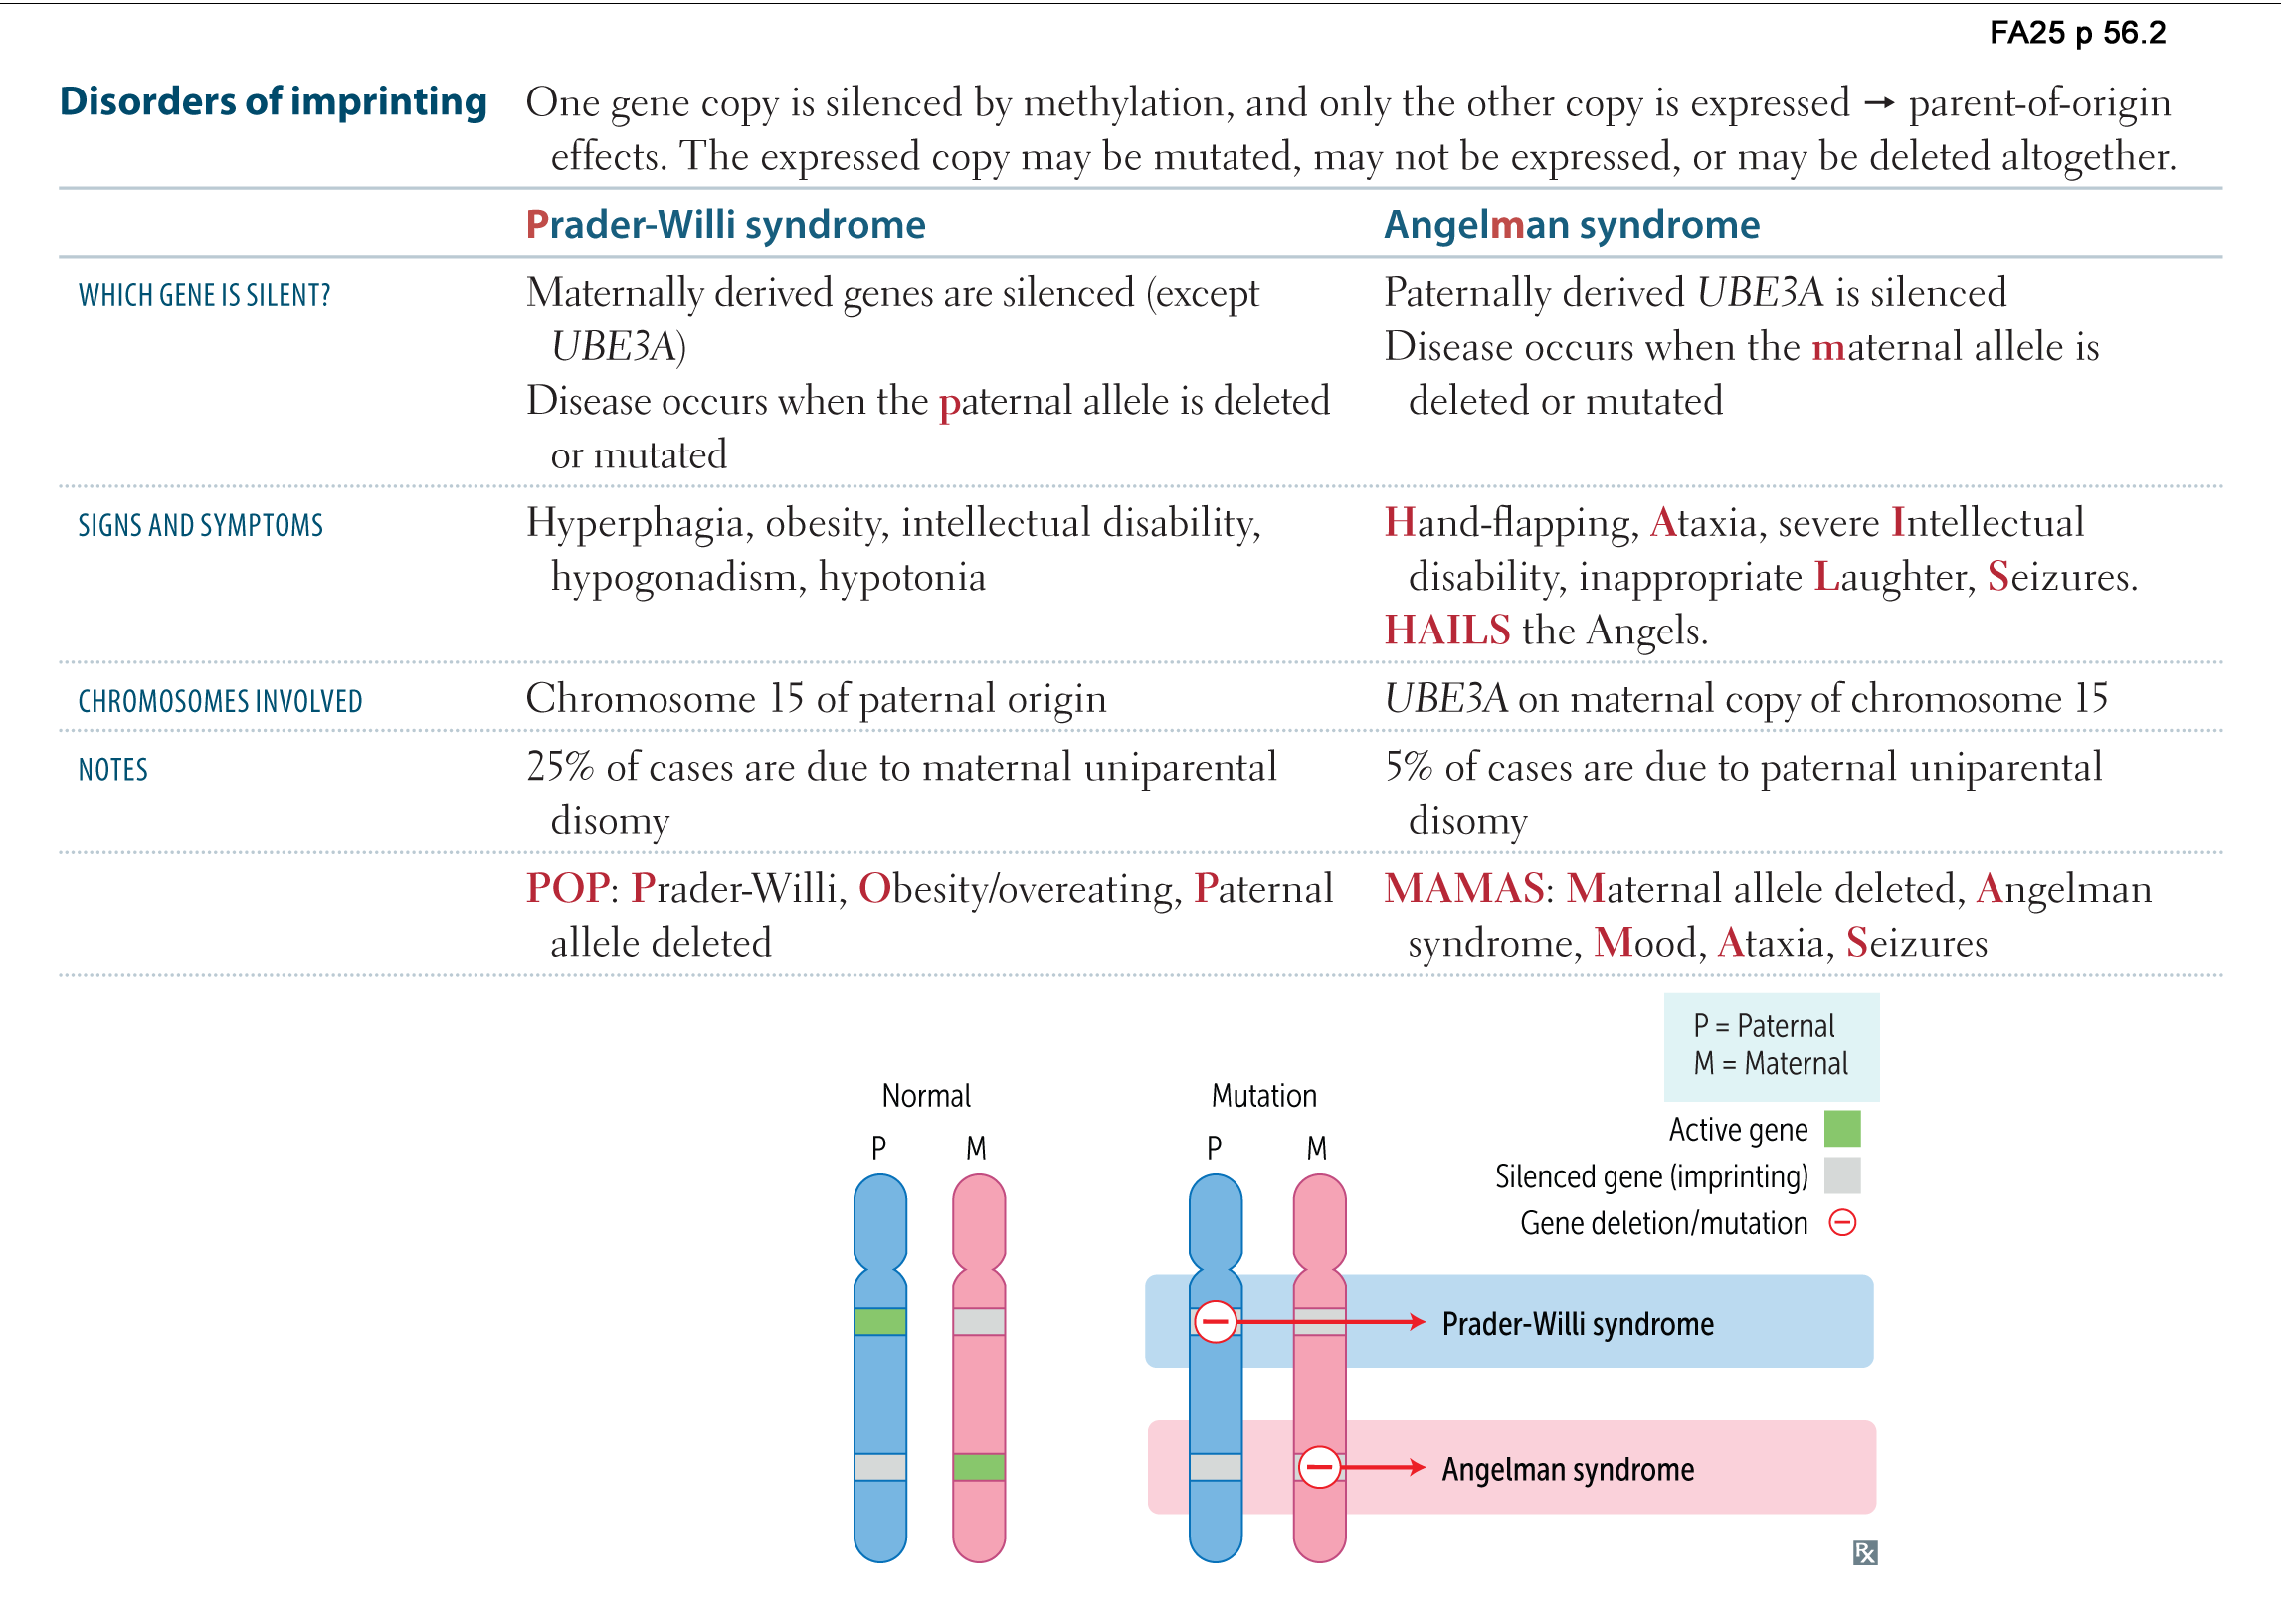 FA25 p 56.2
Disorders of imprinting
One gene copy is silenced by methylation, and only the other copy is expressed → parent-of-origin
effects. The expressed copy may be mutated, may not be expressed, or may be deleted altogether.
Prader-Willi syndrome
Angelman syndrome
WHICH GENE IS SILENT?
Maternally derived genes are silenced (except
UBE3A)
Disease occurs when the paternal allele is deleted
or mutated
Paternally derived UBE3A is silenced
Disease occurs when the maternal allele is
deleted or mutated
SIGNS AND SYMPTOMS
Hyperphagia, obesity, intellectual disability,
hypogonadism, hypotonia
Hand-flapping, Ataxia, severe Intellectual
disability, inappropriate Laughter, Seizures.
HAILS the Angels.
CHROMOSOMES INVOLVED
Chromosome 15 of paternal origin
UBE3A on maternal copy of chromosome 15
NOTES
25% of cases are due to maternal uniparental
disomy
5% of cases are due to paternal uniparental
disomy
POP: Prader-Willi, Obesity/overeating, Paternal
allele deleted
MAMAS: Maternal allele deleted, Angelman
syndrome, Mood, Ataxia, Seizures
P = Paternal
M = Maternal
Normal
Mutation
P M
P M
Active gene
Silenced gene (imprinting)
Gene deletion/mutation
Prader-Willi syndrome
Angelman syndrome
Rx